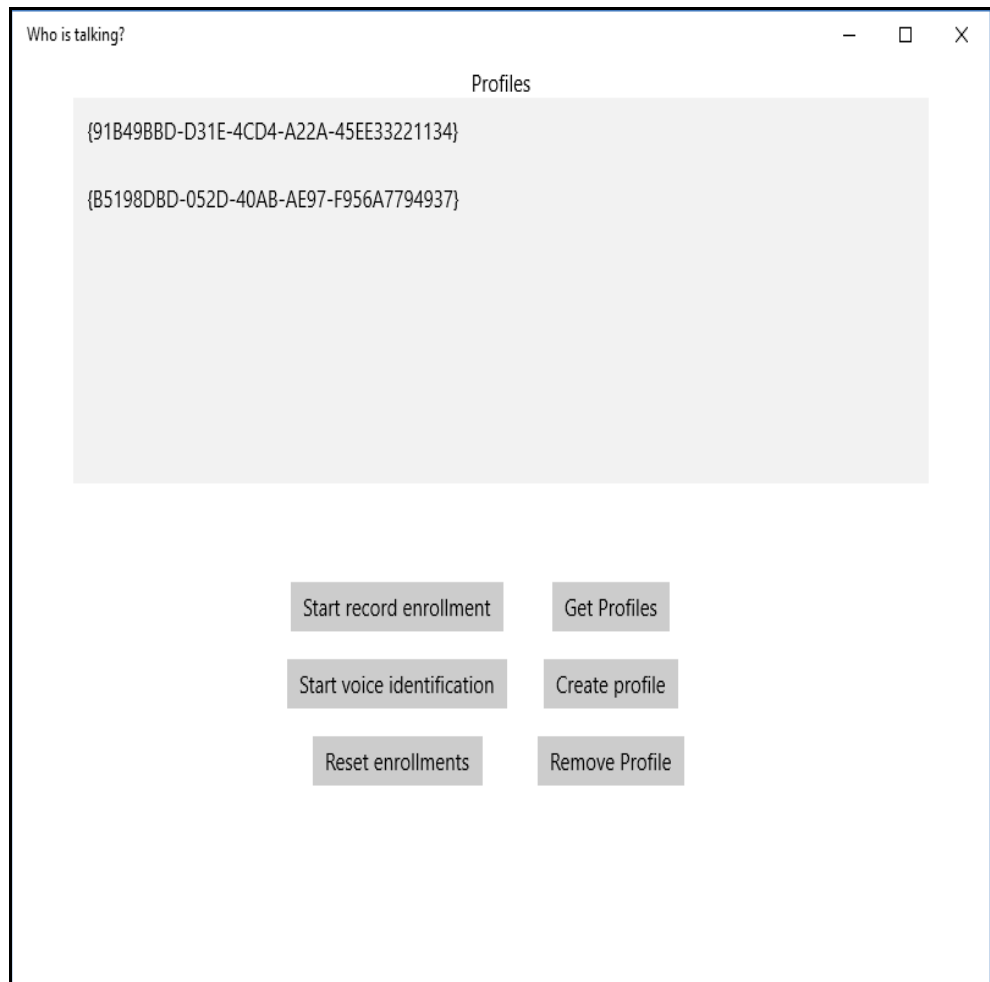 Who is talking?
Profiles
{91B49BBD-D31E-4CD4-A22A-45EE33221134}
{B5198DBD-052D-40AB-AE97-F956A7794937}
Start record enrollment
Get Profiles
Start voice identification
Create profile
Reset enrollments
Remove Profile